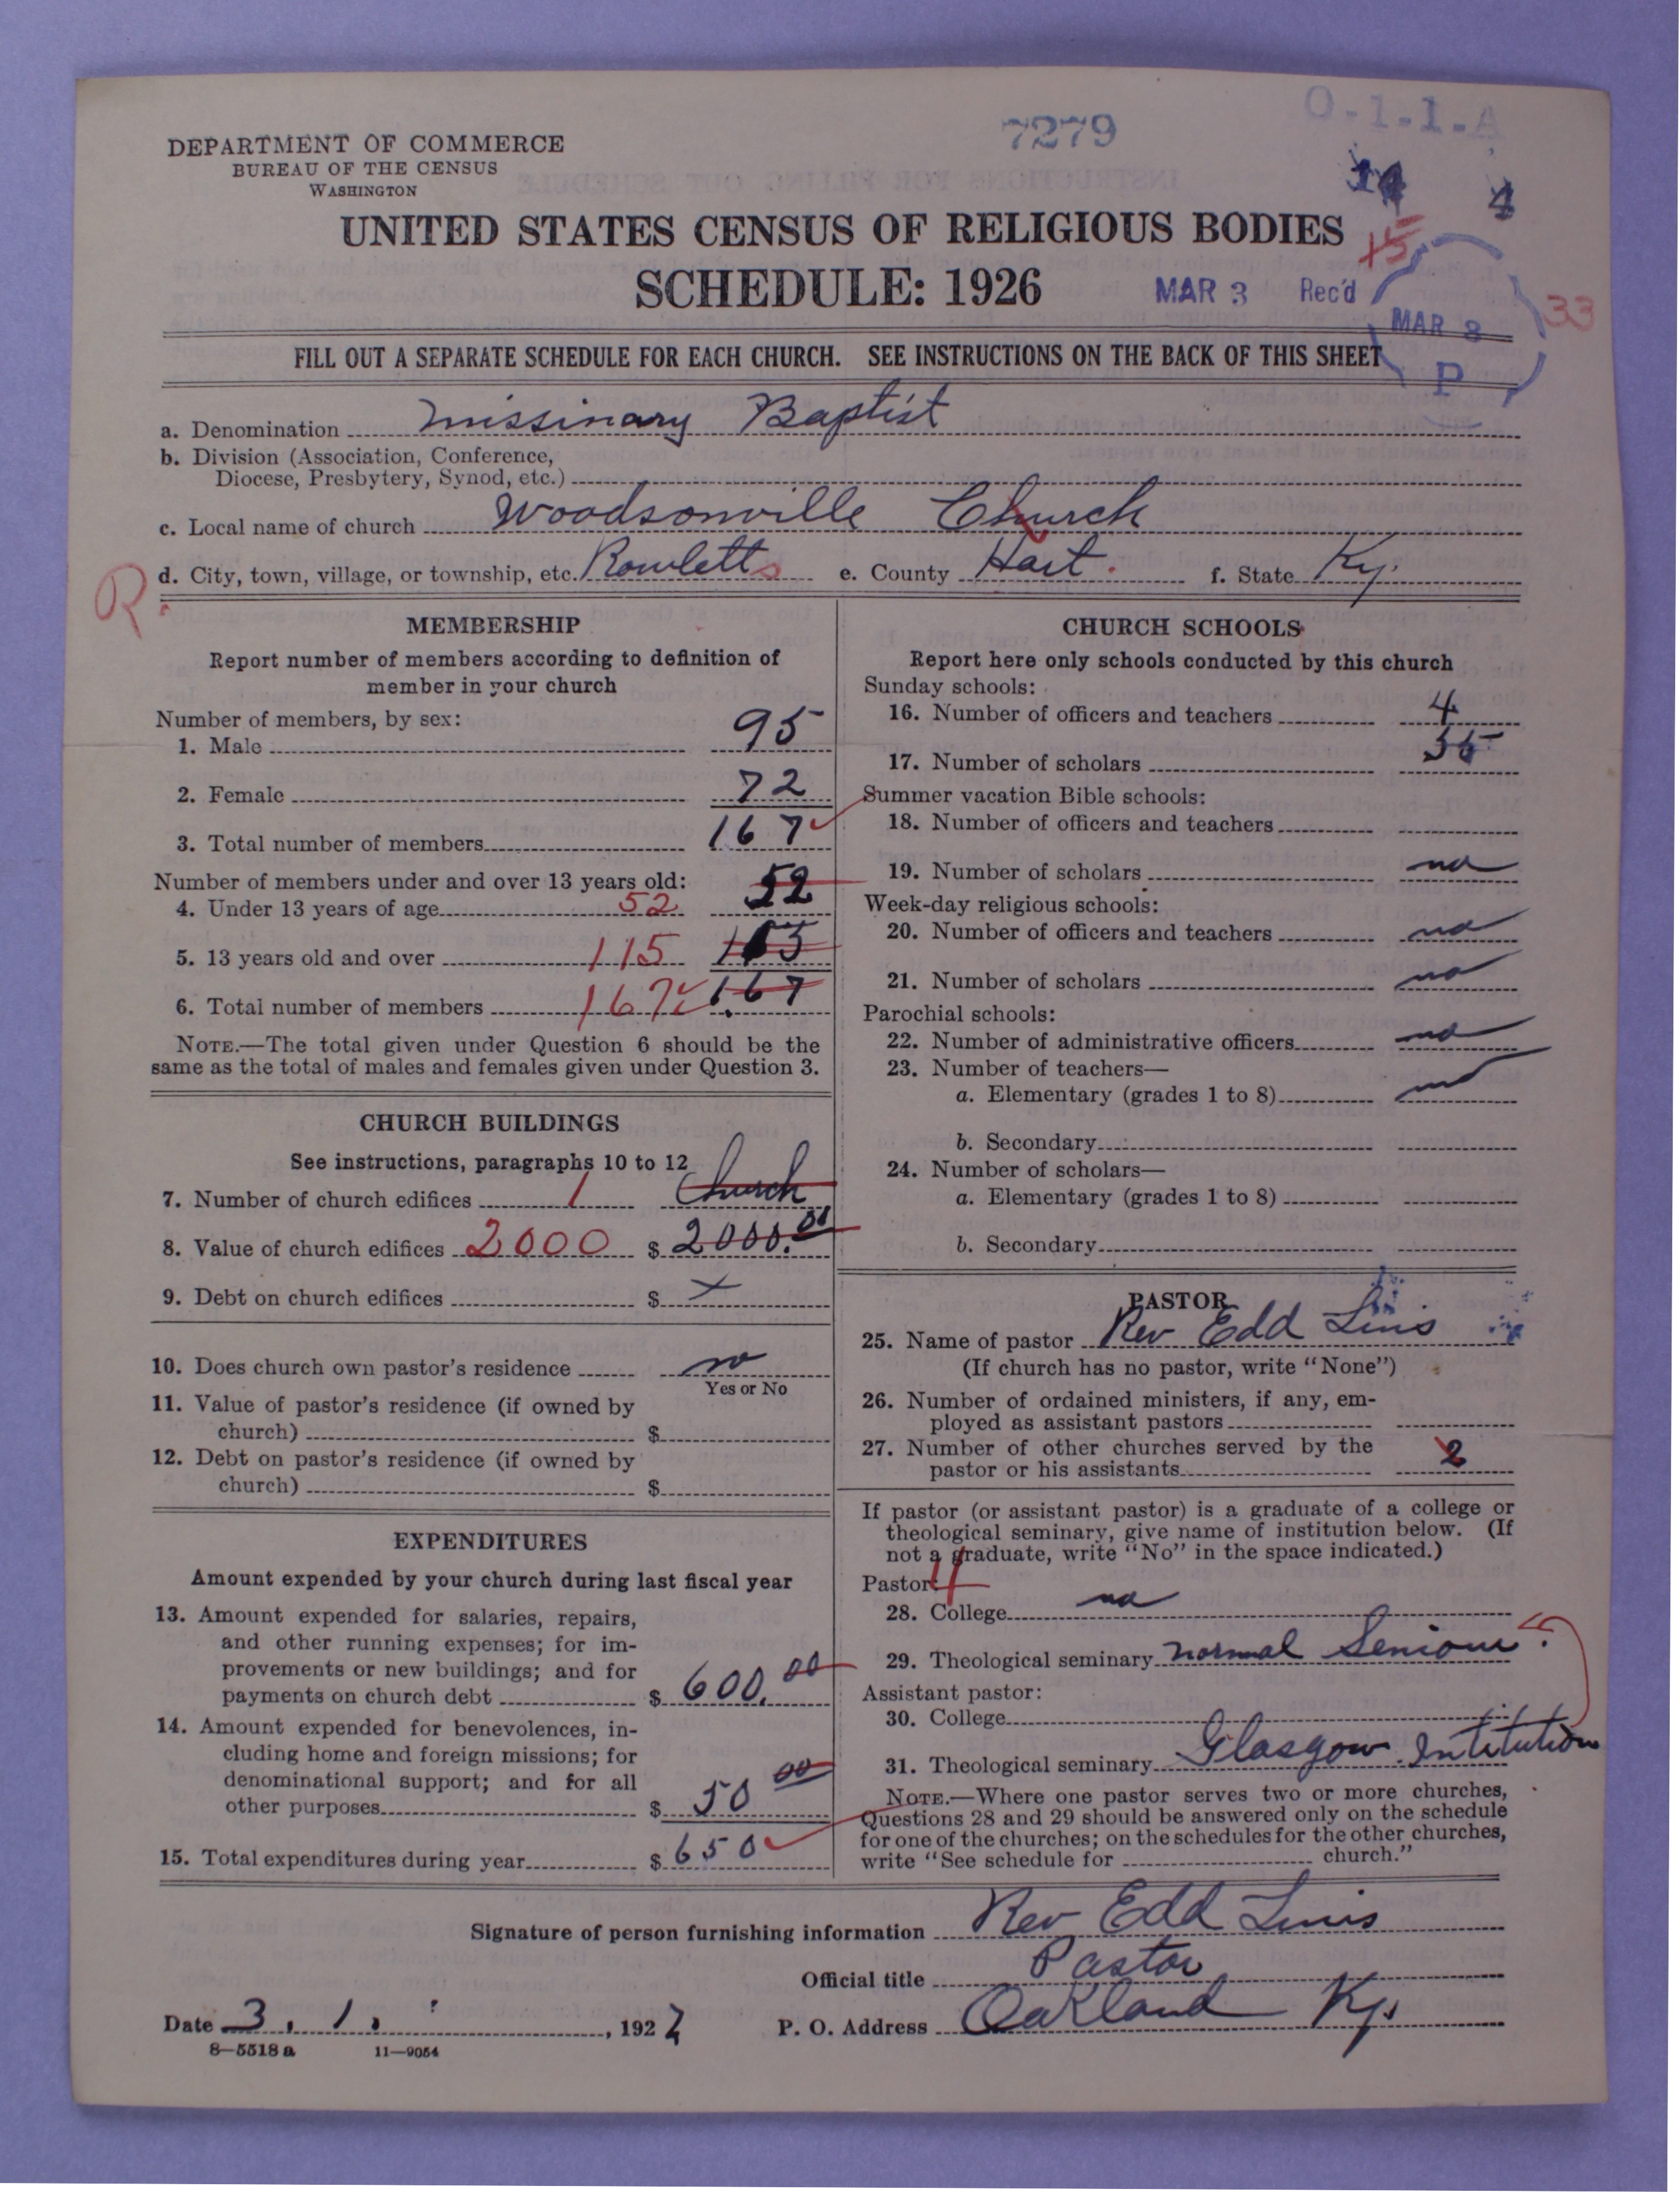 DEPARTMENT OF COMMERCE
BUREAU OF THE CENSUS
WASHINGTON
7279
O-1-1-A
14
4
15
UNITED STATES CENSUS OF RELIGIOUS BODIES
SCHEDULE: 1926
MAR 3 Rec'd
MAR 8
P
33
FILL OUT A SEPARATE SCHEDULE FOR EACH CHURCH. SEE INSTRUCTIONS ON THE BACK OF THIS SHEET
a. Denomination Missinary Baptist
b. Division (Association, Conference,
Diocese, Presbytery, Synod, etc.)
c. Local name of church Woodsonville Church
R. d. City, town, village, or township, etc. Rowletts e. County Hart. f. State Ky.
MEMBERSHIP
Report number of members according to definition of
member in your church
Number of members, by sex:
1. Male 95
2. Female 72
3. Total number of members 167
Number of members under and over 13 years old:
4. Under 13 years of age 52 52
5. 13 years old and over 115 115
6. Total number of members 167 167
NOTE.—The total given under Question 6 should be the
same as the total of males and females given under Question 3.
CHURCH BUILDINGS
See instructions, paragraphs 10 to 12
7. Number of church edifices 1 Church
8. Value of church edifices 2000 $ 2000.00
9. Debt on church edifices $ x
10. Does church own pastor's residence no
Yes or No
11. Value of pastor's residence (if owned by
church) $
12. Debt on pastor's residence (if owned by
church) $
EXPENDITURES
Amount expended by your church during last fiscal year
13. Amount expended for salaries, repairs,
and other running expenses; for im-
provements or new buildings; and for
payments on church debt $ 600.00
14. Amount expended for benevolences, in-
cluding home and foreign missions; for
denominational support; and for all
other purposes $ 50 00
15. Total expenditures during year $ 650
CHURCH SCHOOLS
Report here only schools conducted by this church
Sunday schools:
16. Number of officers and teachers 4
17. Number of scholars 35
Summer vacation Bible schools:
18. Number of officers and teachers
19. Number of scholars no
Week-day religious schools:
20. Number of officers and teachers no
21. Number of scholars no
Parochial schools:
22. Number of administrative officers no
23. Number of teachers—
a. Elementary (grades 1 to 8) no
b. Secondary
24. Number of scholars—
a. Elementary (grades 1 to 8)
b. Secondary
PASTOR
25. Name of pastor Rev Edd
(If church has no pastor, write "None")
26. Number of ordained ministers, if any, em-
ployed as assistant pastors
27. Number of other churches served by the
pastor or his assistants 2
If pastor (or assistant pastor) is a graduate of a college or
theological seminary, give name of institution below. (If
not a graduate, write "No" in the space indicated.)
Pastor: 4
28. College no
29. Theological seminary normal
Assistant pastor:
30. College
31. Theological seminary Glasgow Intitution
NOTE.—Where one pastor serves two or more churches,
Questions 28 and 29 should be answered only on the schedule
for one of the churches; on the schedules for the other churches,
write "See schedule for church."
Signature of person furnishing information Rev Edd
Official title Pastor
Date 3, 1, , 1927 P. O. Address Oakland Ky.
8—5518 a 11—9054